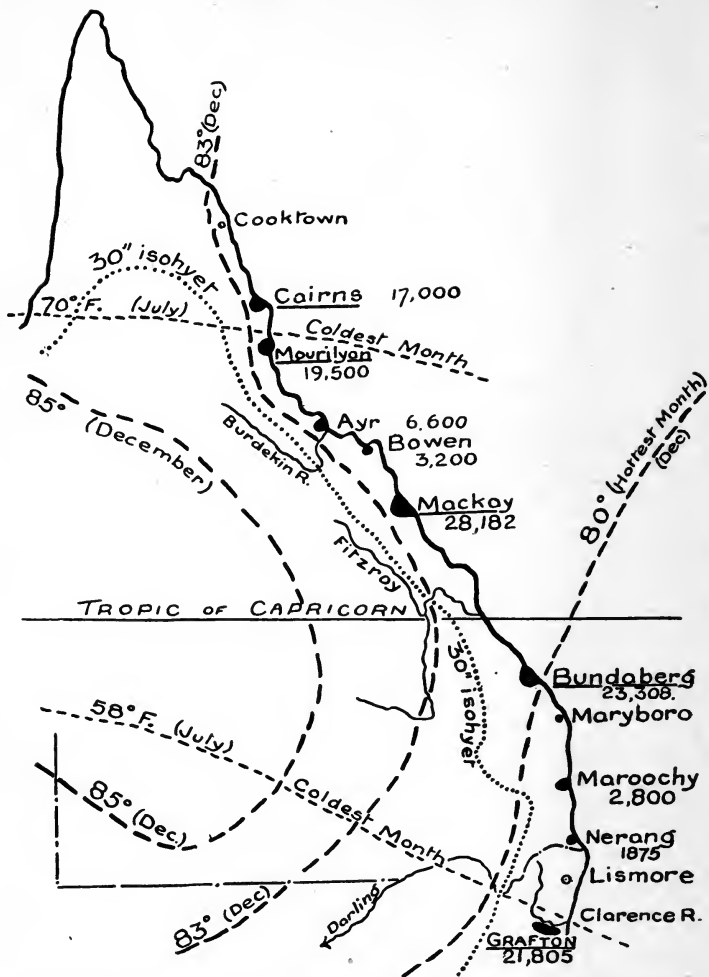 83° (Dec)
Cooktown
30" isohyet
Cairns 17,000
70° F. (July) Coldest Month
Mourilyan
19,500
85° (December)
Burdekin R.
Ayr 6,600
Bowen
3,200
80° (Hottest Month)
(Dec)
Mackay
28,182
Fitzroy
TROPIC OF CAPRICORN
30" isohyet
Bundaberg
23,308.
Maryboro
58° F. (July) Coldest Month
Maroochy
2,800
85° (Dec.)
Nerang
1875
Lismore
Darling
83° (Dec)
Clarence R.
GRAFTON
21,805